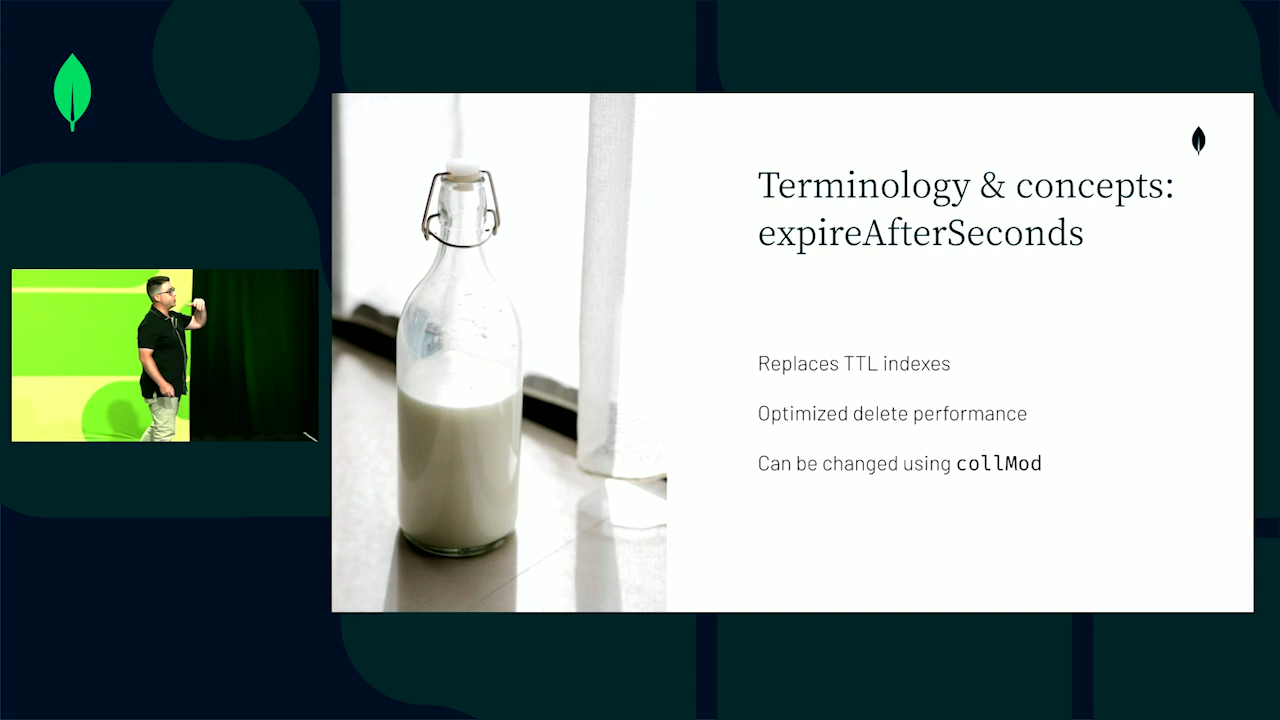 Terminology & concepts:
expireAfterSeconds
Replaces TTL indexes
Optimized delete performance
Can be changed using collMod